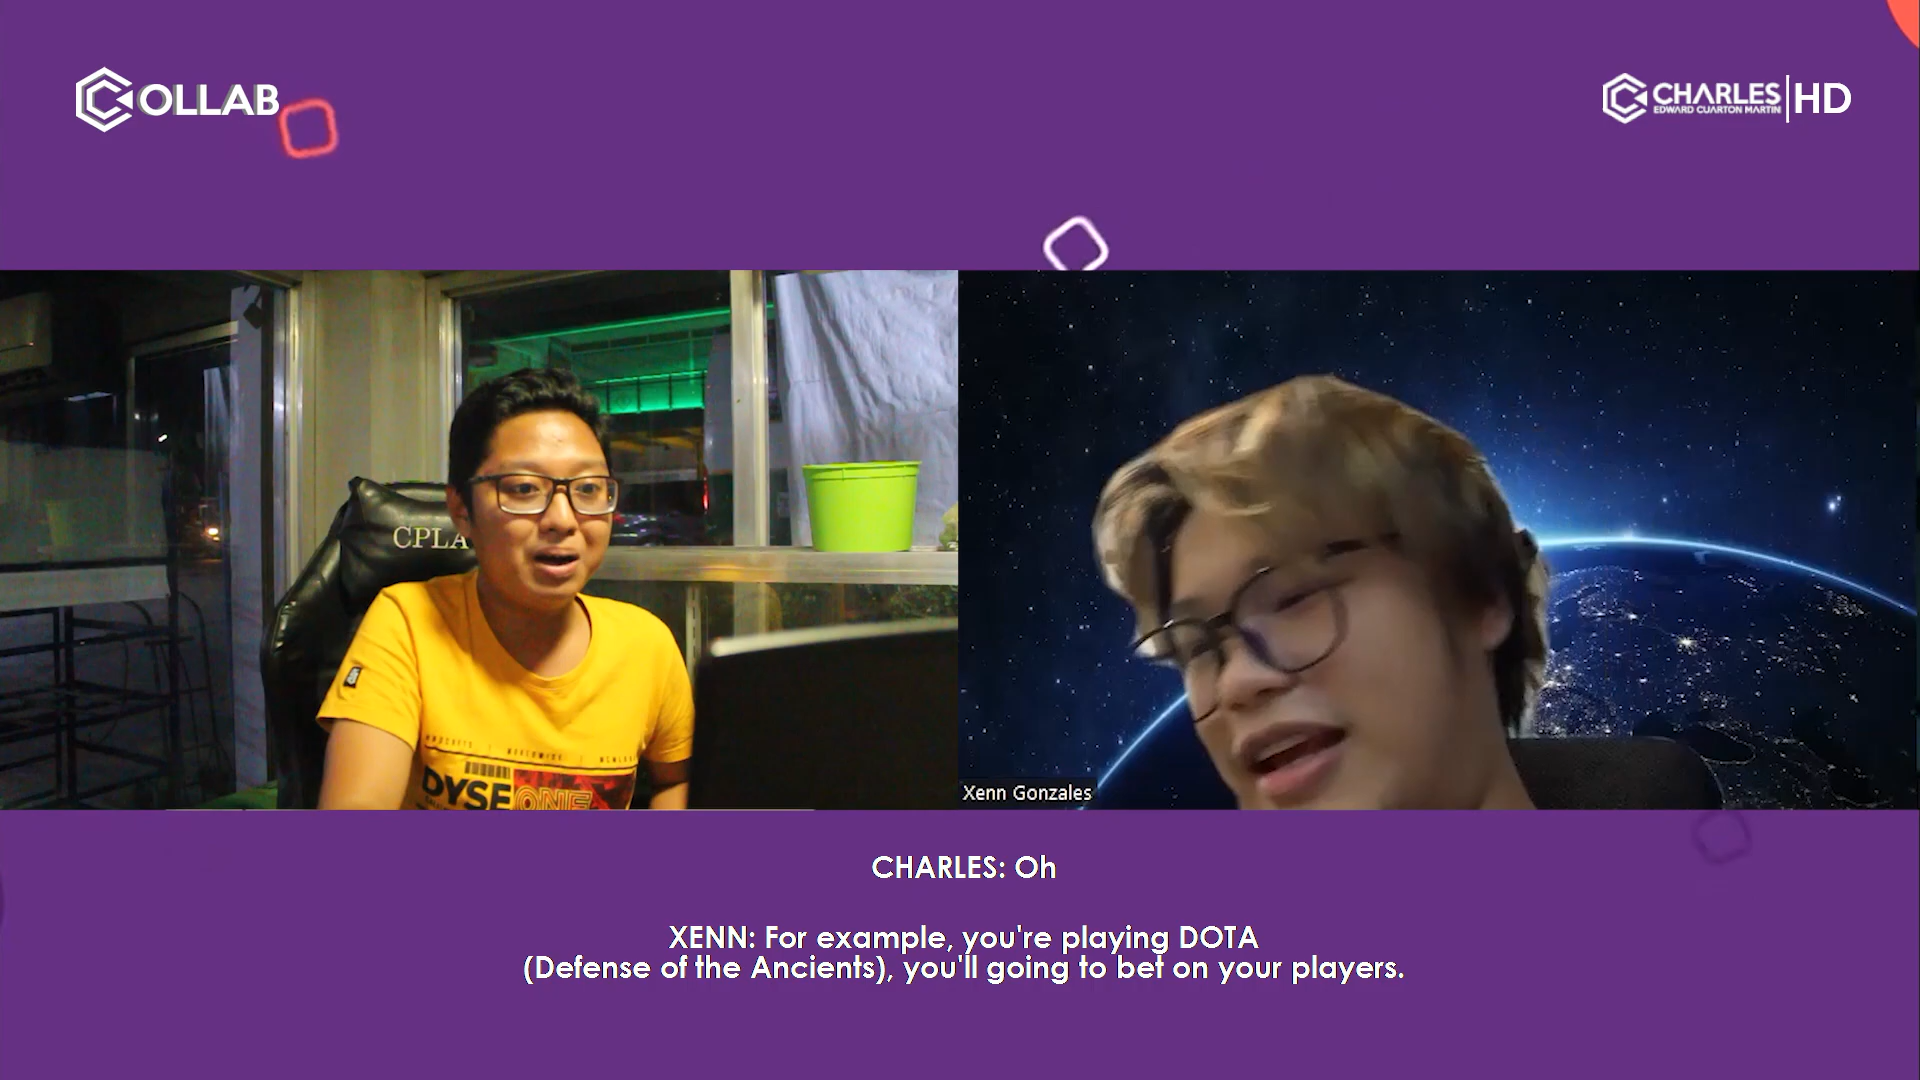 COLLAB
CHARLES
EDWARD CUARTON MARTIN
HD
CPLA
DYSE ONE
Xenn Gonzales
CHARLES: Oh
XENN: For example, you're playing DOTA
(Defense of the Ancients), you'll going to bet on your players.